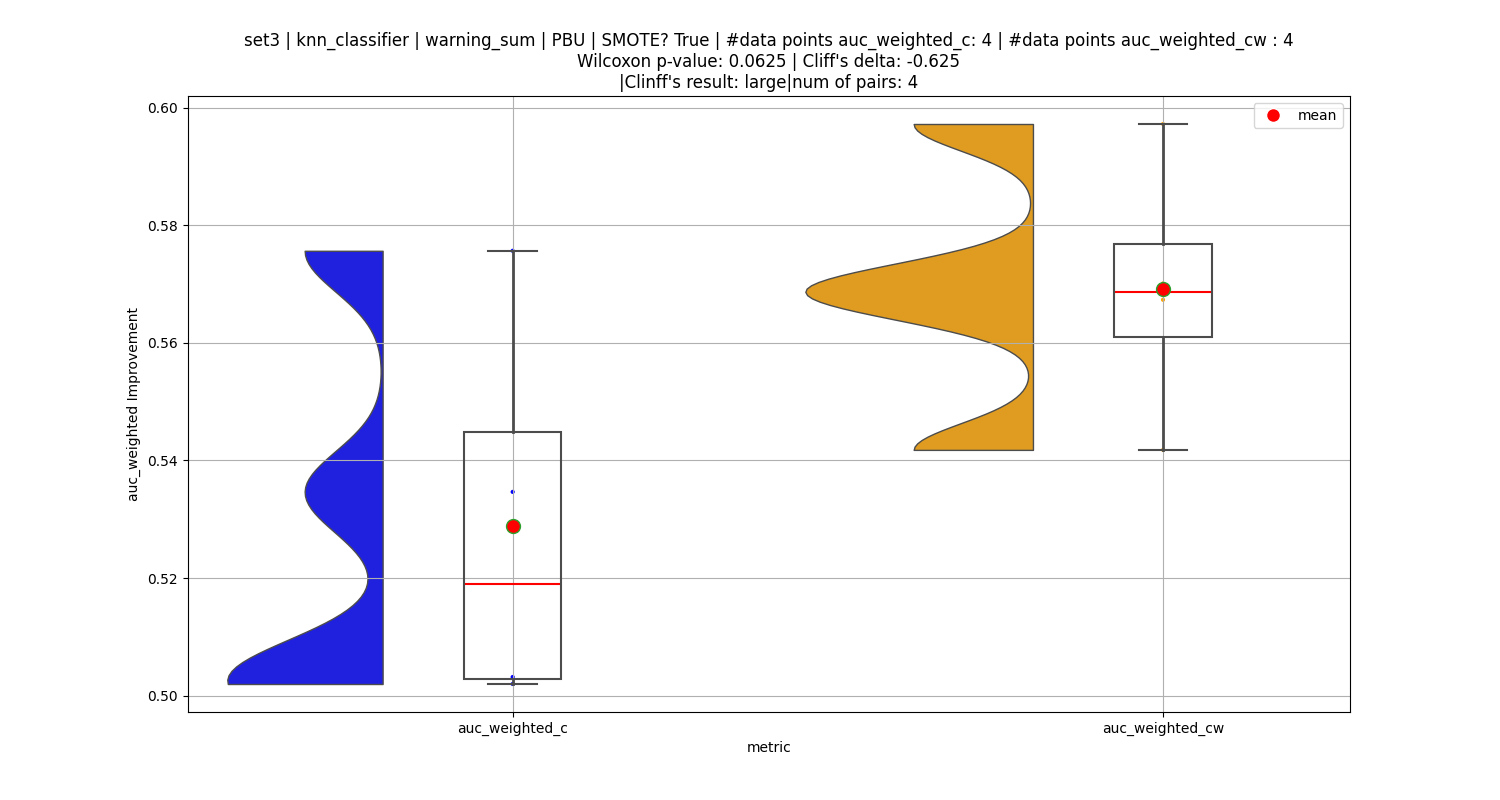 set3 | knn_classifier | warning_sum | PBU | SMOTE? True | #data points auc_weighted_c: 4 | #data points auc_weighted_cw : 4
Wilcoxon p-value: 0.0625 | Cliff's delta: -0.625
|Clinff's result: large|num of pairs: 4
mean
0.60
0.58
0.56
0.54
0.52
0.50
auc_weighted Improvement
auc_weighted_c
auc_weighted_cw
metric